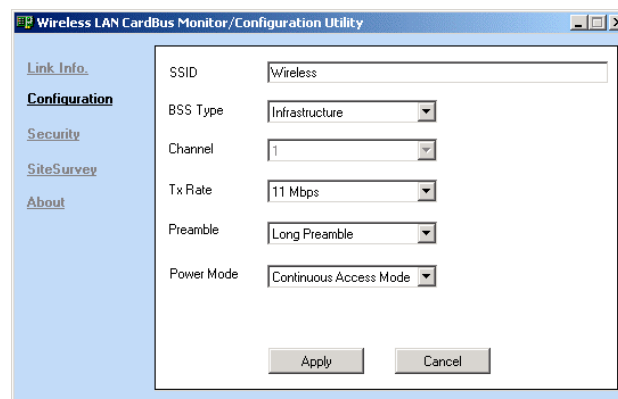 Wireless LAN CardBus Monitor/Configuration Utility
Link Info.
Configuration
Security
SiteSurvey
About
SSID Wireless
BSS Type Infrastructure
Channel 1
Tx Rate 11 Mbps
Preamble Long Preamble
Power Mode Continuous Access Mode
Apply Cancel